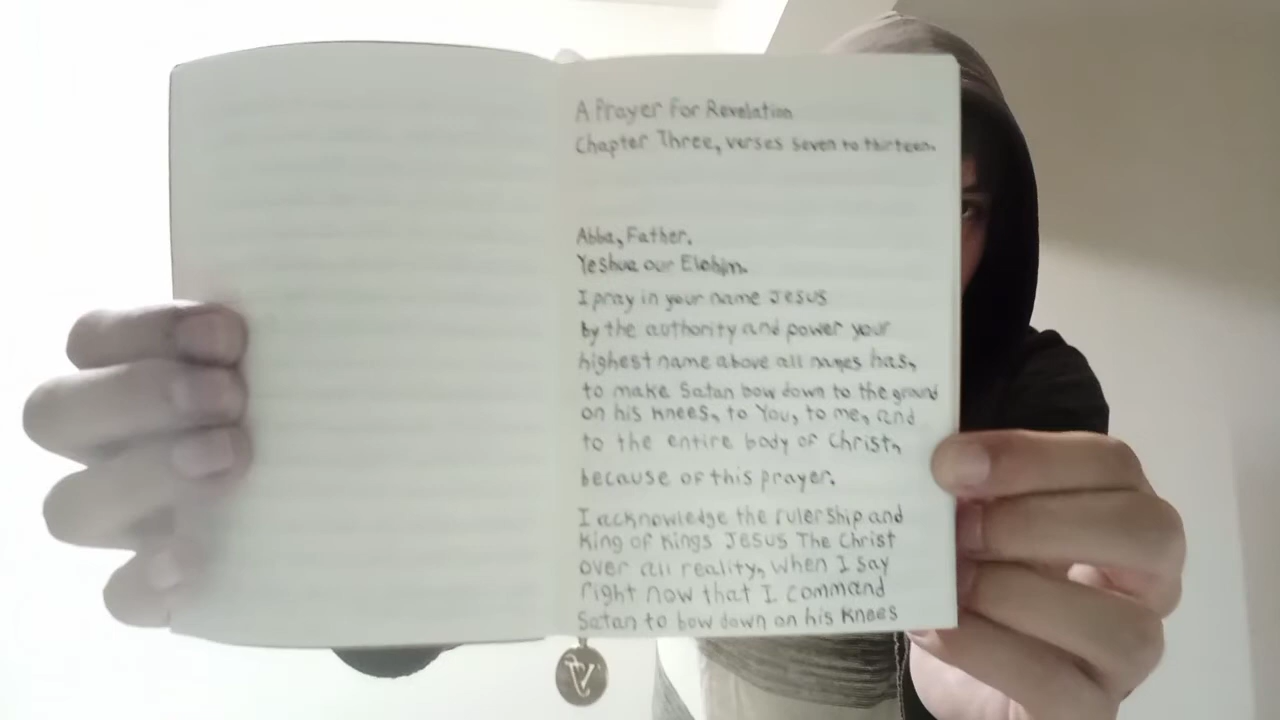 A Prayer For Revelation
Chapter Three, verses seven to thirteen.
Abba, Father.
Yeshua our Elohim.
I pray in your name JESUS
by the authority and power your
highest name above all names has,
to make Satan bow down to the ground
on his knees, to You, to me, and
to the entire body of Christ,
because of this prayer.
I acknowledge the rulership and
King of Kings JESUS The Christ
over all reality, when I say
right now that I command
Satan to bow down on his knees